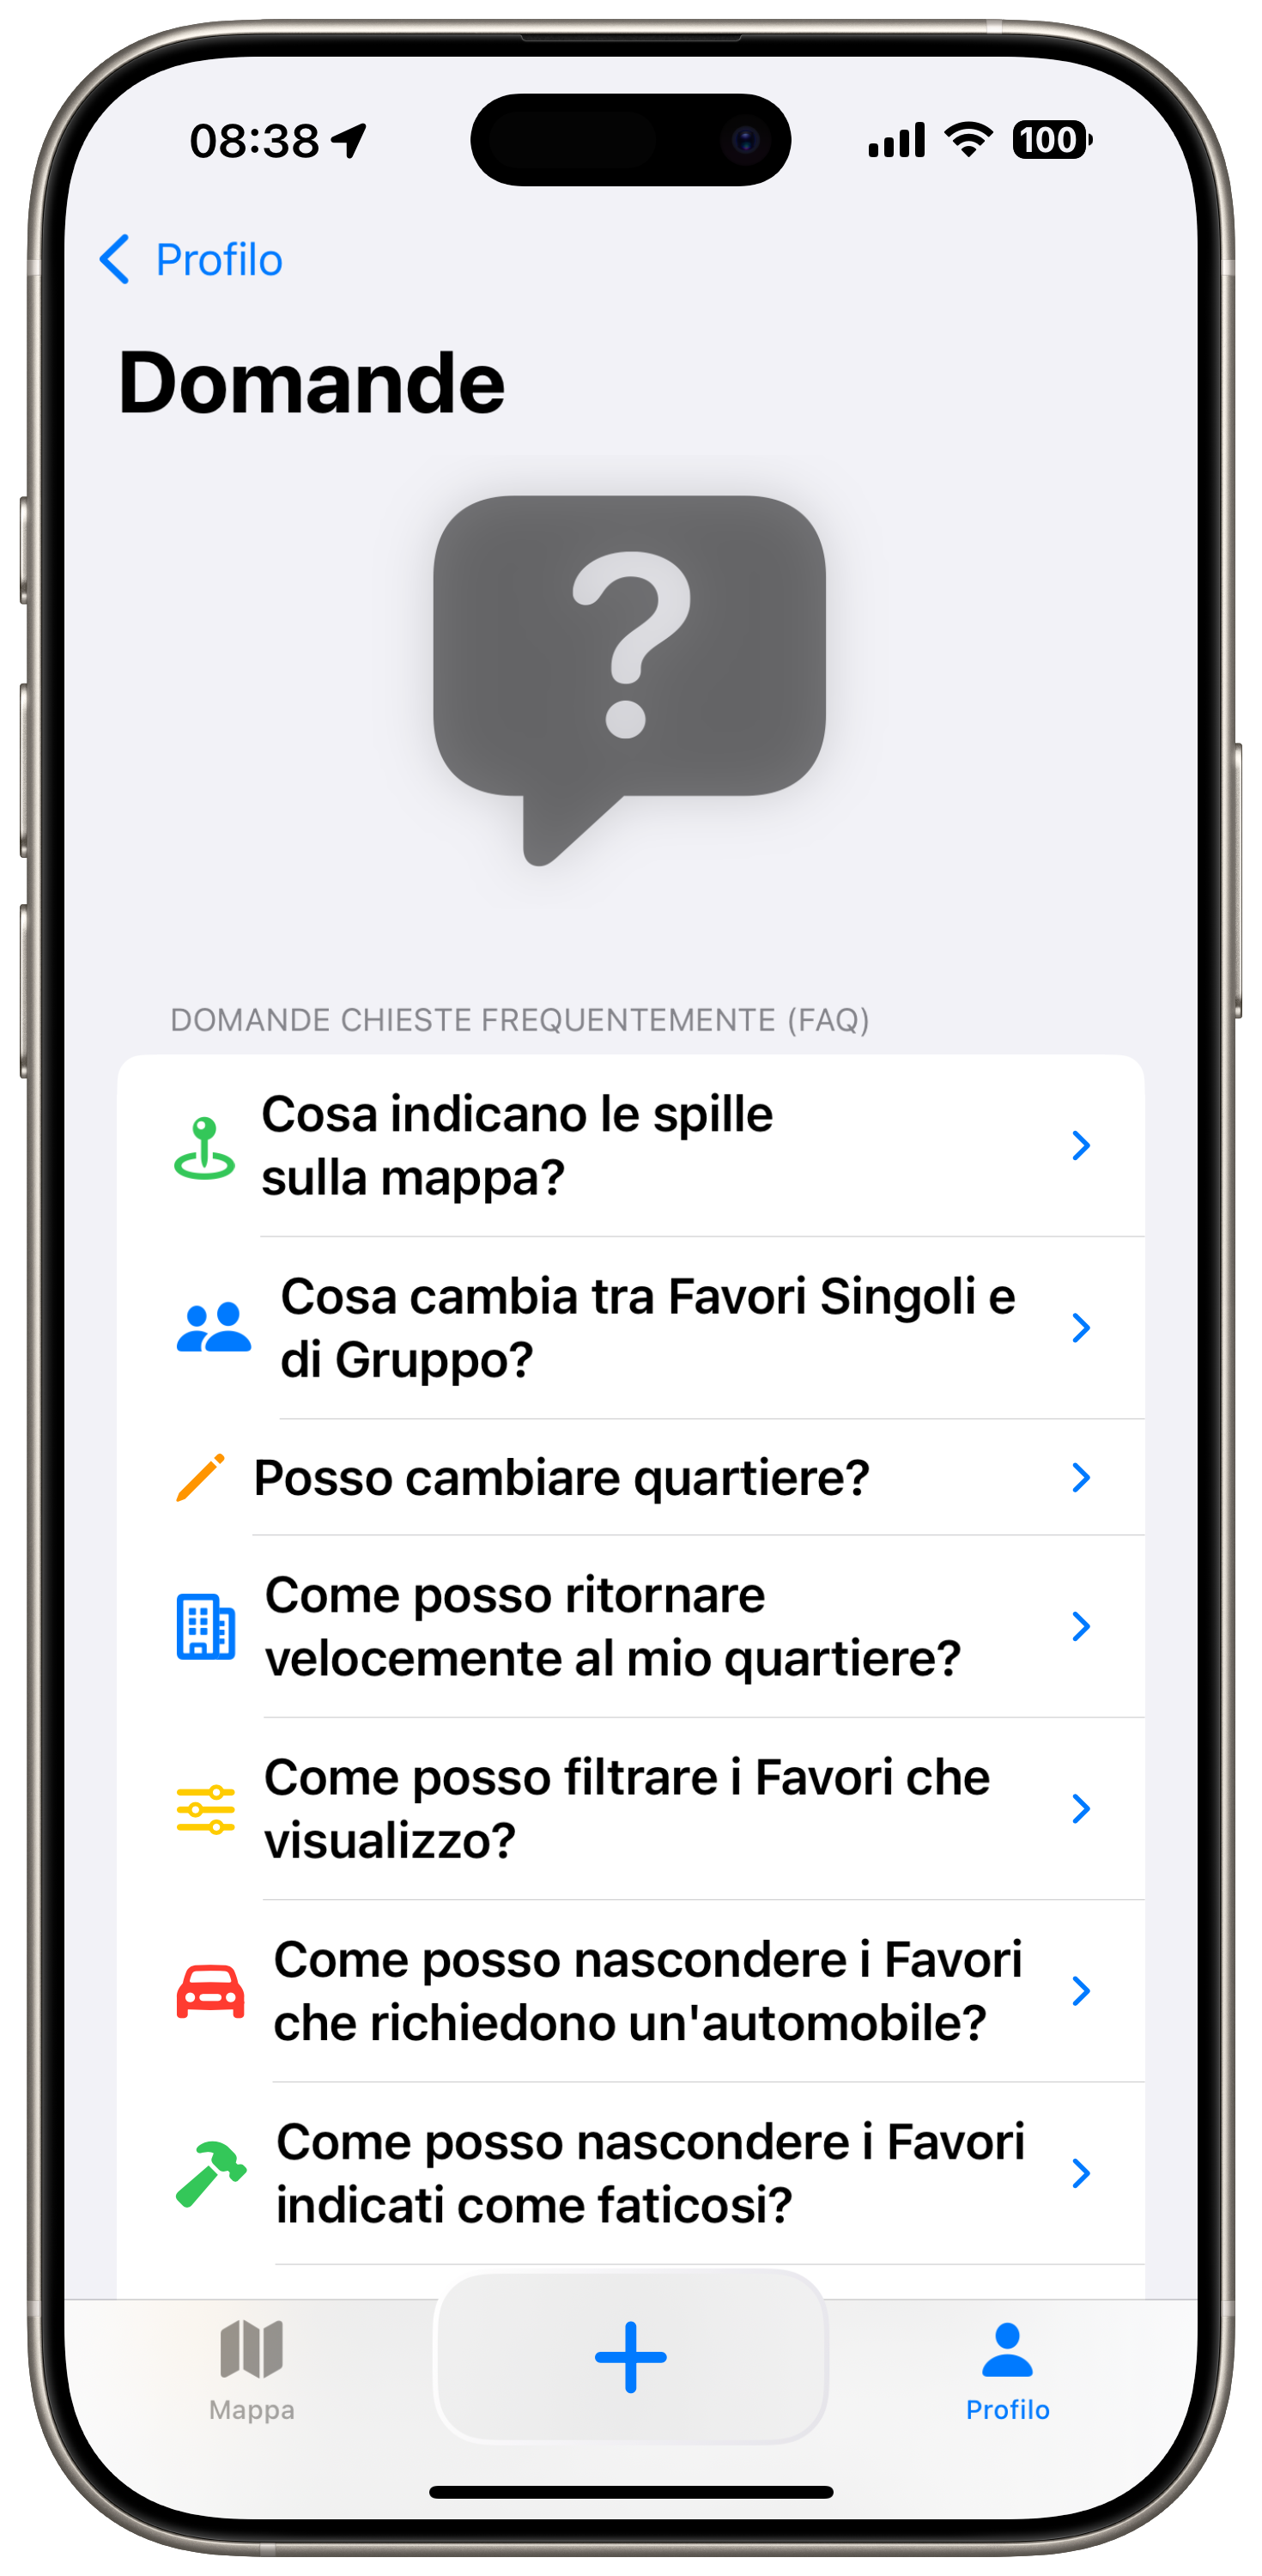 08:38
100
Profilo
Domande
?
DOMANDE CHIESTE FREQUENTEMENTE (FAQ)
Cosa indicano le spille
sulla mappa?
Cosa cambia tra Favori Singoli e
di Gruppo?
Posso cambiare quartiere?
Come posso ritornare
velocemente al mio quartiere?
Come posso filtrare i Favori che
visualizzo?
Come posso nascondere i Favori
che richiedono un'automobile?
Come posso nascondere i Favori
indicati come faticosi?
Mappa
Profilo